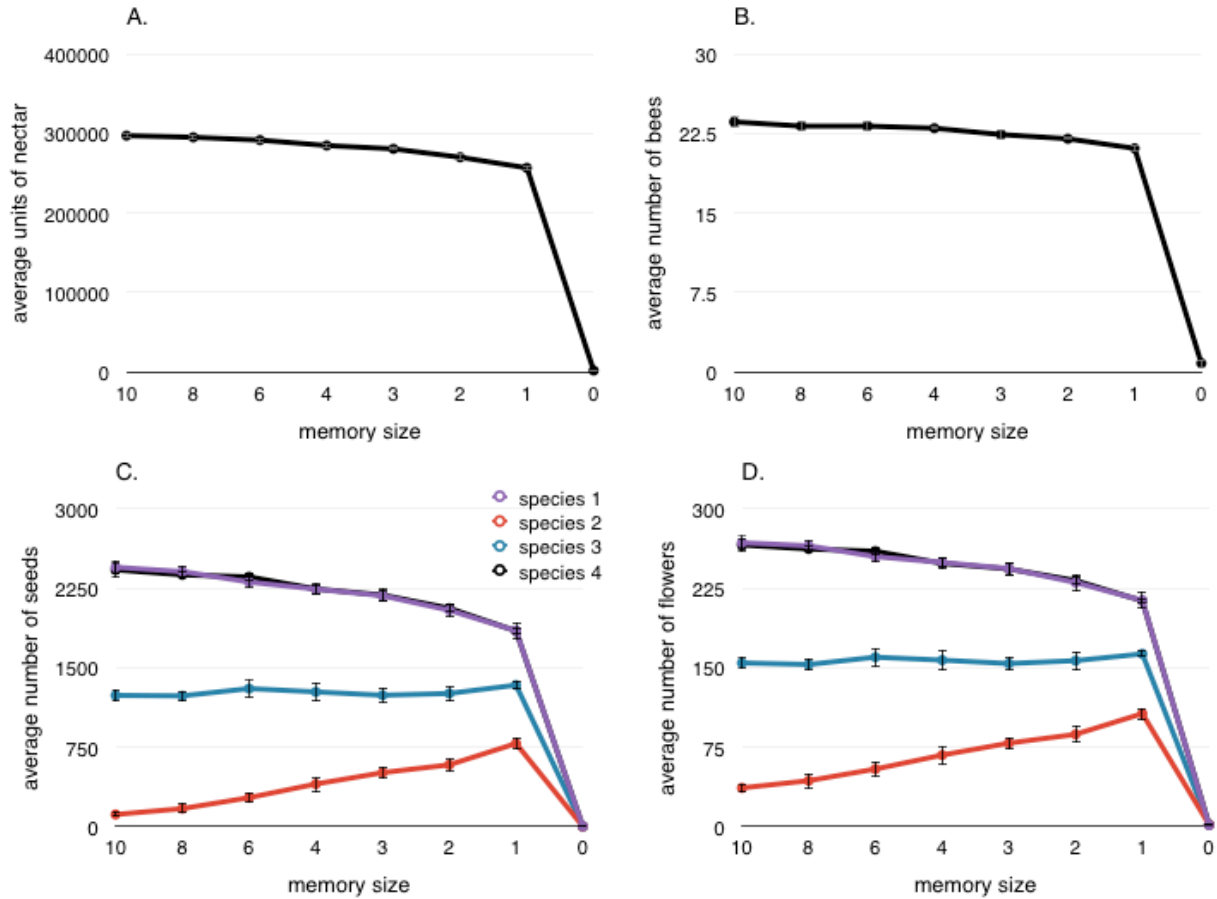 A.
400000
300000
200000
100000
0
average units of nectar
10 8 6 4 3 2 1 0
memory size
B.
30
22.5
15
7.5
0
average number of bees
10 8 6 4 3 2 1 0
memory size
C.
3000
2250
1500
750
0
average number of seeds
species 1
species 2
species 3
species 4
10 8 6 4 3 2 1 0
memory size
D.
300
225
150
75
0
average number of flowers
10 8 6 4 3 2 1 0
memory size